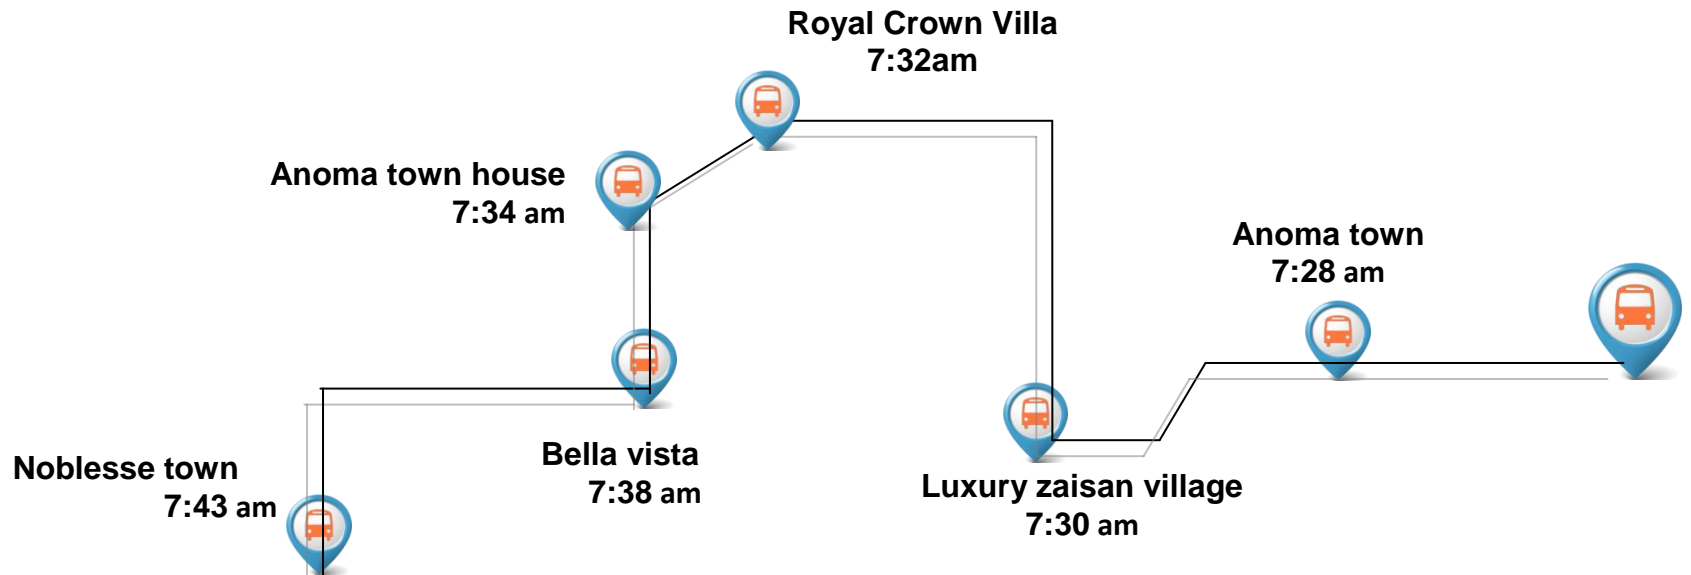 Royal Crown Villa
7:32am
Anoma town house
7:34 am
Anoma town
7:28 am
Bella vista
7:38 am
Noblesse town
7:43 am
Luxury zaisan village
7:30 am